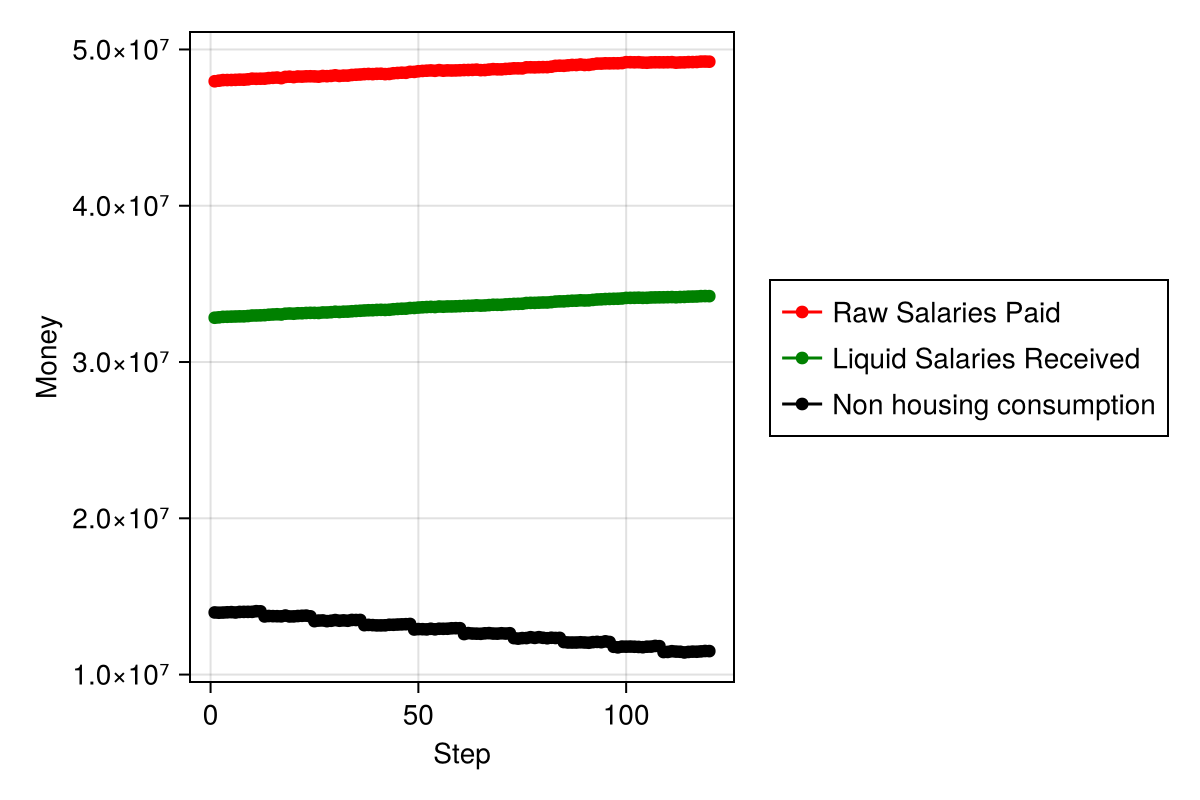 5.0×10⁷
4.0×10⁷
3.0×10⁷
2.0×10⁷
1.0×10⁷
Money
0 50 100
Step
Raw Salaries Paid
Liquid Salaries Received
Non housing consumption